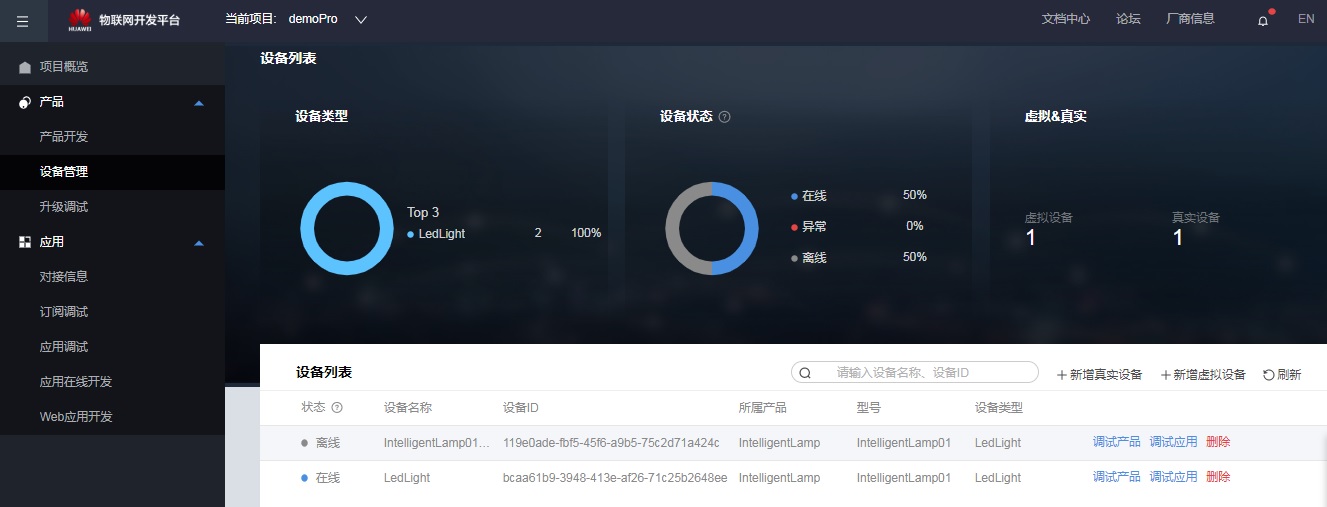 HUAWEI 物联网开发平台 当前项目: demoPro 文档中心 论坛 厂商信息 EN
项目概览
产品
产品开发
设备管理
升级调试
应用
对接信息
订阅调试
应用调试
应用在线开发
Web应用开发
设备列表
设备类型
Top 3
LedLight 2 100%
设备状态 ?
在线 50%
异常 0%
离线 50%
虚拟&真实
虚拟设备 真实设备
1 1
设备列表 请输入设备名称、设备ID +新增真实设备 +新增虚拟设备 刷新
状态 ? 设备名称 设备ID 所属产品 型号 设备类型
离线 IntelligentLamp01... 119e0ade-fbf5-45f6-a9b5-75c2d71a424c IntelligentLamp IntelligentLamp01 LedLight 调试产品 调试应用 删除
在线 LedLight bcaa61b9-3948-413e-af26-71c25b2648ee IntelligentLamp IntelligentLamp01 LedLight 调试产品 调试应用 删除